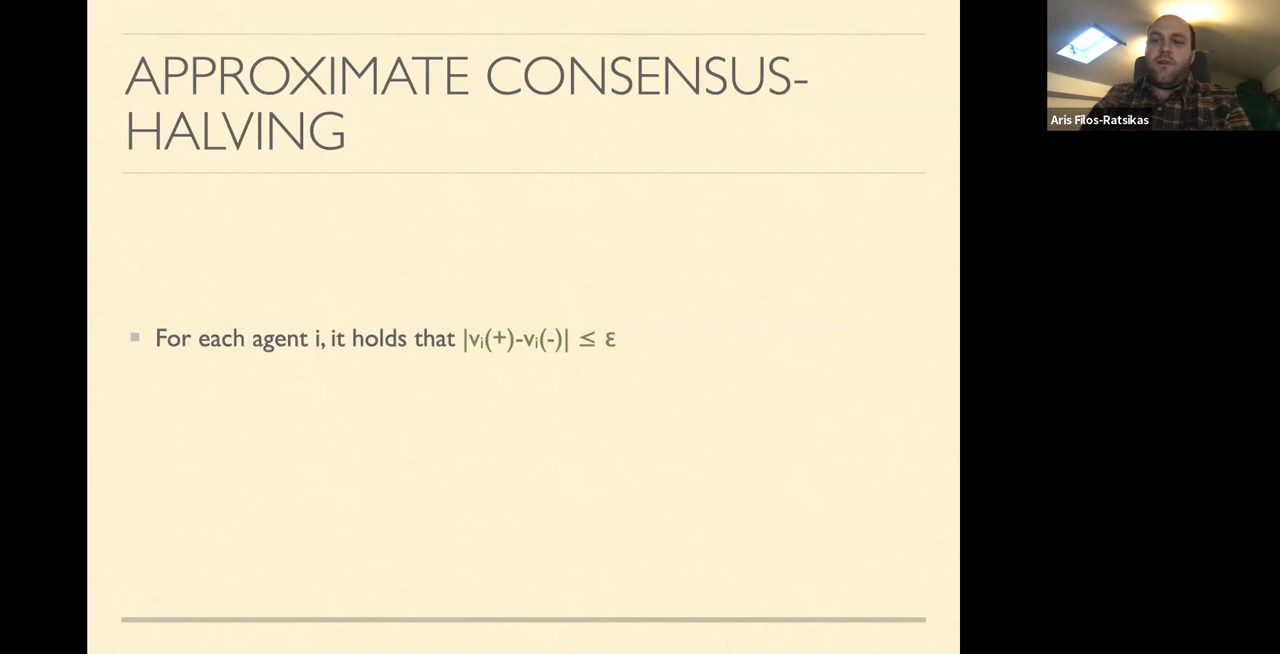 APPROXIMATE CONSENSUS-
HALVING
For each agent i, it holds that |vᵢ(+)-vᵢ(-)| ≤ ε
Aris Filos-Ratsikas